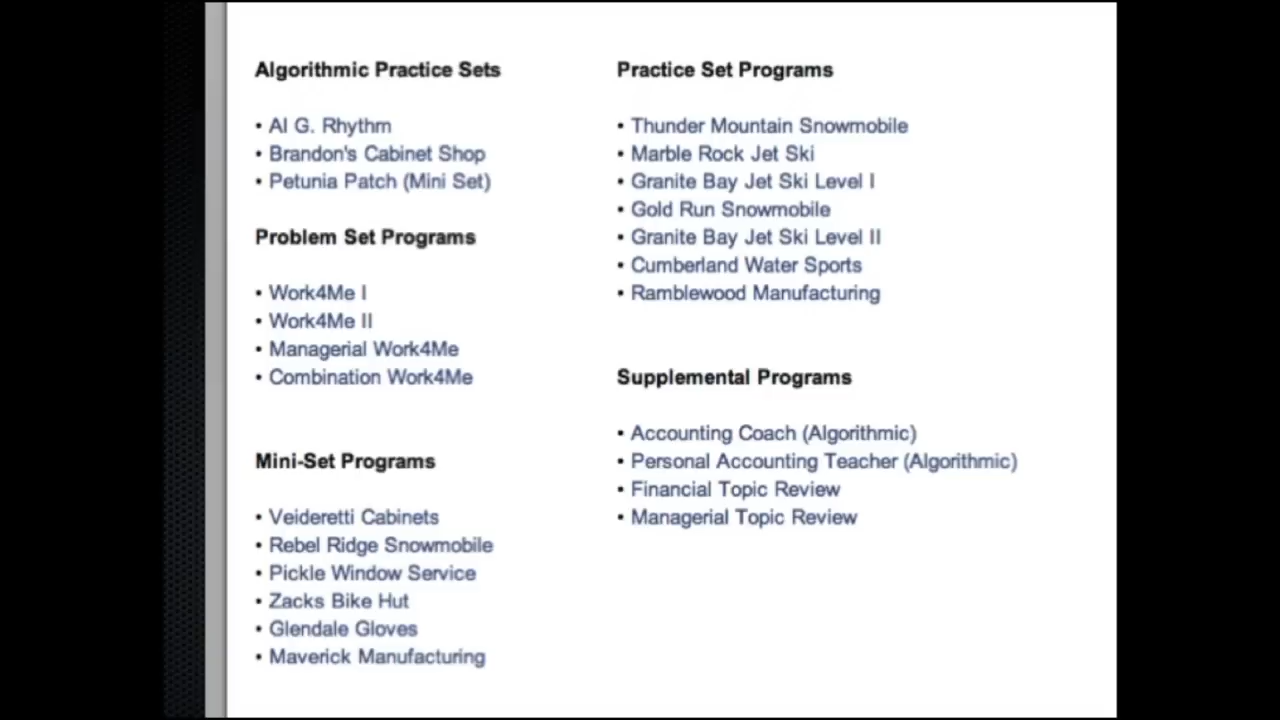 Algorithmic Practice Sets
• Al G. Rhythm
• Brandon's Cabinet Shop
• Petunia Patch (Mini Set)
Problem Set Programs
• Work4Me I
• Work4Me II
• Managerial Work4Me
• Combination Work4Me
Mini-Set Programs
• Veideretti Cabinets
• Rebel Ridge Snowmobile
• Pickle Window Service
• Zacks Bike Hut
• Glendale Gloves
• Maverick Manufacturing
Practice Set Programs
• Thunder Mountain Snowmobile
• Marble Rock Jet Ski
• Granite Bay Jet Ski Level I
• Gold Run Snowmobile
• Granite Bay Jet Ski Level II
• Cumberland Water Sports
• Ramblewood Manufacturing
Supplemental Programs
• Accounting Coach (Algorithmic)
• Personal Accounting Teacher (Algorithmic)
• Financial Topic Review
• Managerial Topic Review